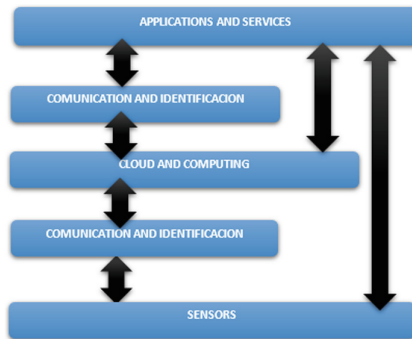 APPLICATIONS AND SERVICES
COMUNICATION AND IDENTIFICACION
CLOUD AND COMPUTING
COMUNICATION AND IDENTIFICACION
SENSORS